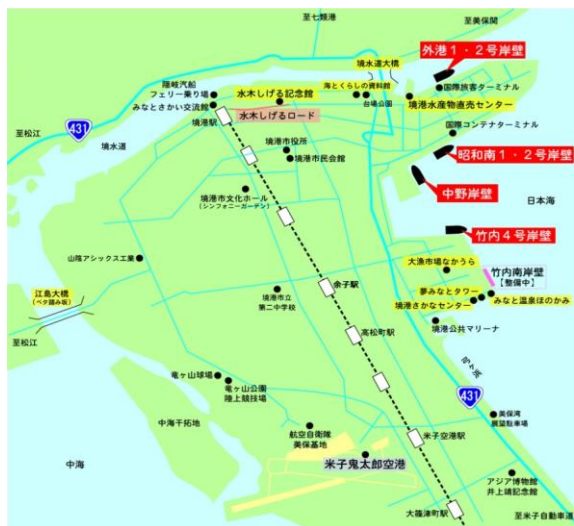 至七類港
至美保関
外港1・2号岸壁
境水道大橋
隠岐汽船
フェリー乗り場
水木しげる記念館
海とくらしの資料館
国際旅客ターミナル
みなとさかい交流館
台場公園
境港水産物直売センター
至松江
431
境港駅
水木しげるロード
国際コンテナターミナル
境水道
境港市役所
境港市民会館
昭和南1・2号岸壁
中野岸壁
境港市文化ホール
(シンフォニーガーデン)
日本海
竹内4号岸壁
山陰アシックス工業
大漁市場なかうら
竹内南岸壁
【整備中】
余子駅
夢みなとタワー
江島大橋
(ベタ踏み坂)
境港市立
第二中学校
境港さかなセンター
みなと温泉ほのかみ
境港公共マリーナ
至松江
高松町駅
弓ヶ浜
竜ヶ山球場
竜ヶ山公園
陸上競技場
431
美保湾
展望駐車場
中海干拓地
航空自衛隊
美保基地
米子空港駅
中海
米子鬼太郎空港
アジア博物館
井上靖記念館
大篠津町駅
至米子自動車道